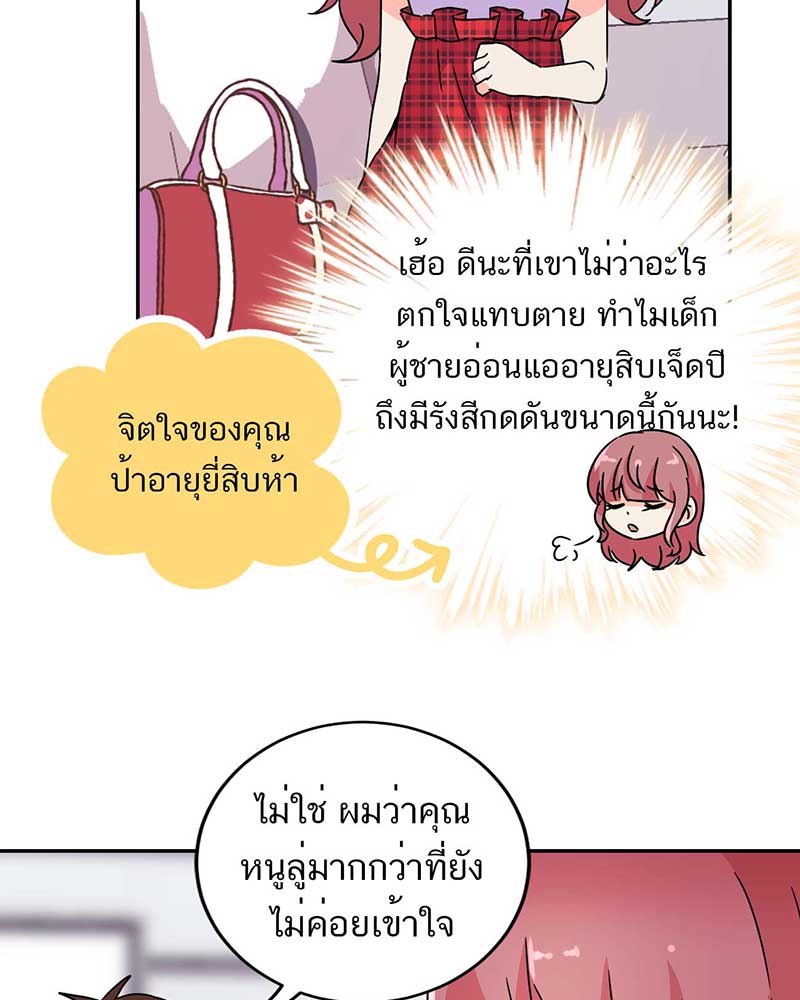 เฮ้อ ดีนะที่เขาไม่ว่าอะไร
ตกใจแทบตาย ทำไมเด็ก
ผู้ชายอ่อนแออายุสิบเจ็ดปี
ถึงมีรังสีกดดันขนาดนี้กันนะ!
จิตใจของคุณ
ป้าอายุยี่สิบห้า
ไม่ใช่ ผมว่าคุณ
หนูลู่มากกว่าที่ยัง
ไม่ค่อยเข้าใจ